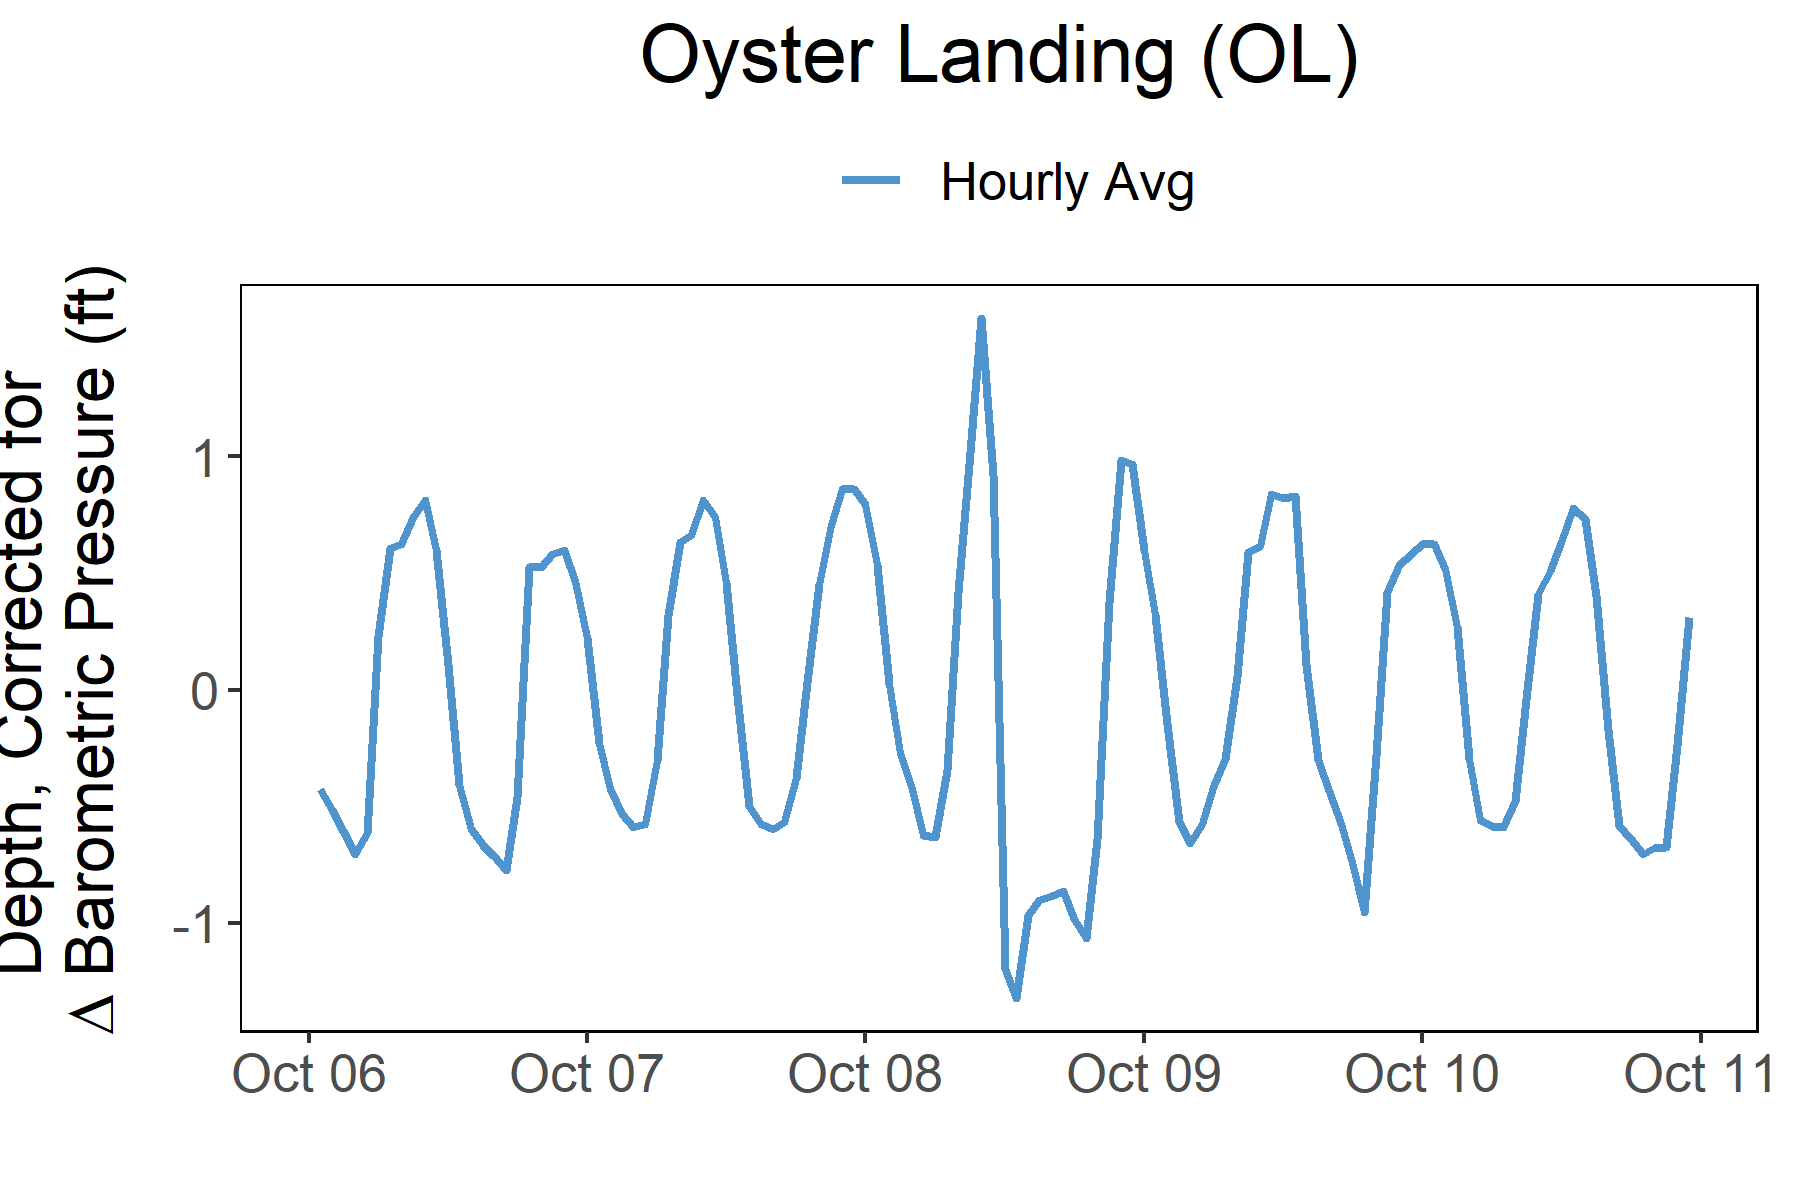 Oyster Landing (OL)
Hourly Avg
Depth, Corrected for
Δ Barometric Pressure (ft)
1
0
-1
Oct 06 Oct 07 Oct 08 Oct 09 Oct 10 Oct 11